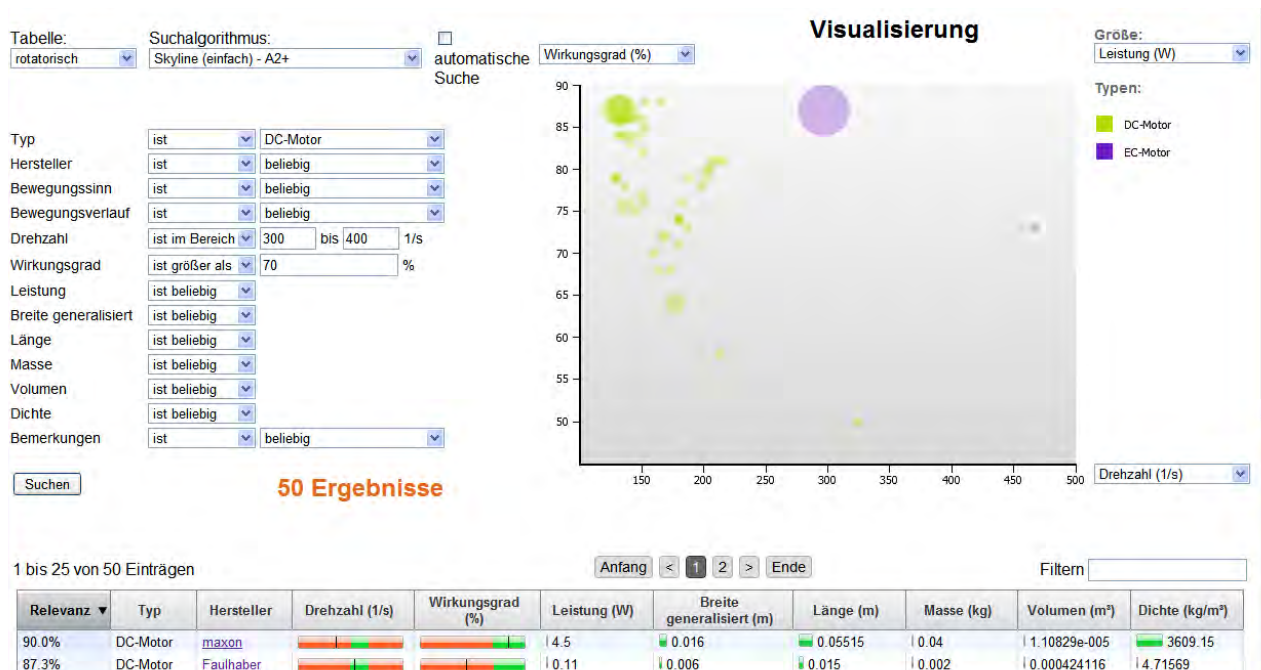 Visualisierung
Tabelle: Suchalgorithmus: Größe:
rotatorisch Skyline (einfach) - A2+ automatische Suche Wirkungsgrad (%) Leistung (W)
Typen:
DC-Motor
EC-Motor
Typ ist DC-Motor
Hersteller ist beliebig
Bewegungssinn ist beliebig
Bewegungsverlauf ist beliebig
Drehzahl ist im Bereich 300 bis 400 1/s
Wirkungsgrad ist größer als 70 %
Leistung ist beliebig
Breite generalisiert ist beliebig
Länge ist beliebig
Masse ist beliebig
Volumen ist beliebig
Dichte ist beliebig
Bemerkungen ist beliebig
Suchen 50 Ergebnisse
90
85
80
75
70
65
60
55
50
150 200 250 300 350 400 450 500
Drehzahl (1/s)
1 bis 25 von 50 Einträgen Anfang < 1 2 > Ende Filtern
Relevanz ▼ Typ Hersteller Drehzahl (1/s) Wirkungsgrad (%) Leistung (W) Breite generalisiert (m) Länge (m) Masse (kg) Volumen (m³) Dichte (kg/m³)
90.0% DC-Motor maxon 4.5 0.016 0.05515 0.04 1.10829e-005 3609.15
87.3% DC-Motor Faulhaber 0.11 0.006 0.015 0.002 0.000424116 4.71569